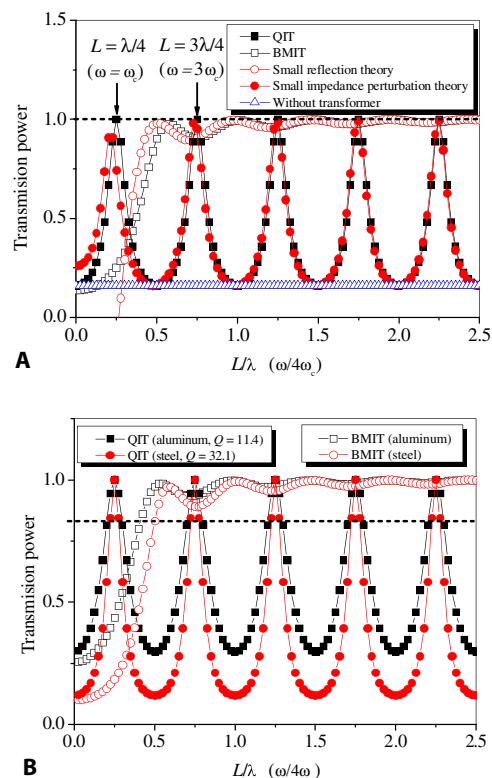 L = λ/4 L = 3λ/4
(ω = ω_c) (ω = 3ω_c)
QIT
BMIT
Small reflection theory
Small impedance perturbation theory
Without transformer
Transmision power
1.5
1.0
0.5
0.0
0.0 0.5 1.0 1.5 2.0 2.5
L/λ (ω/4ω_c)
A
QIT (aluminum, Q = 11.4)
QIT (steel, Q = 32.1)
BMIT (aluminum)
BMIT (steel)
Transmision power
1.0
0.5
0.0
0.0 0.5 1.0 1.5 2.0 2.5
L/λ (ω/4ω)
B